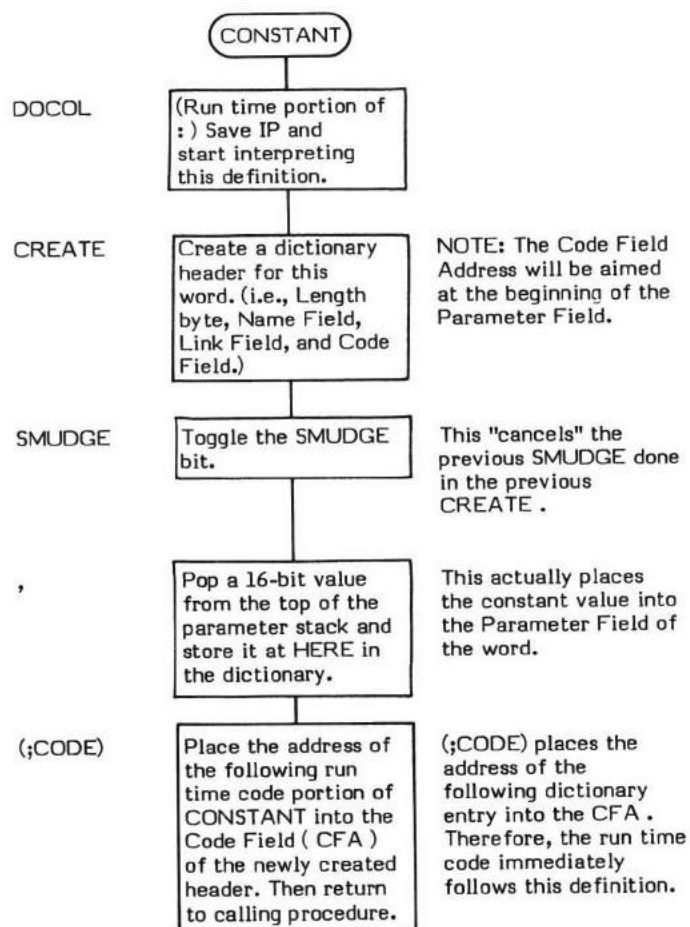 CONSTANT
DOCOL
(Run time portion of
: ) Save IP and
start interpreting
this definition.
CREATE
Create a dictionary
header for this
word. (i.e., Length
byte, Name Field,
Link Field, and Code
Field.)
NOTE: The Code Field
Address will be aimed
at the beginning of the
Parameter Field.
SMUDGE
Toggle the SMUDGE
bit.
This "cancels" the
previous SMUDGE done
in the previous
CREATE .
,
Pop a 16-bit value
from the top of the
parameter stack and
store it at HERE in
the dictionary.
This actually places
the constant value into
the Parameter Field of
the word.
(;CODE)
Place the address of
the following run
time code portion of
CONSTANT into the
Code Field ( CFA )
of the newly created
header. Then return
to calling procedure.
(;CODE) places the
address of the
following dictionary
entry into the CFA .
Therefore, the run time
code immediately
follows this definition.